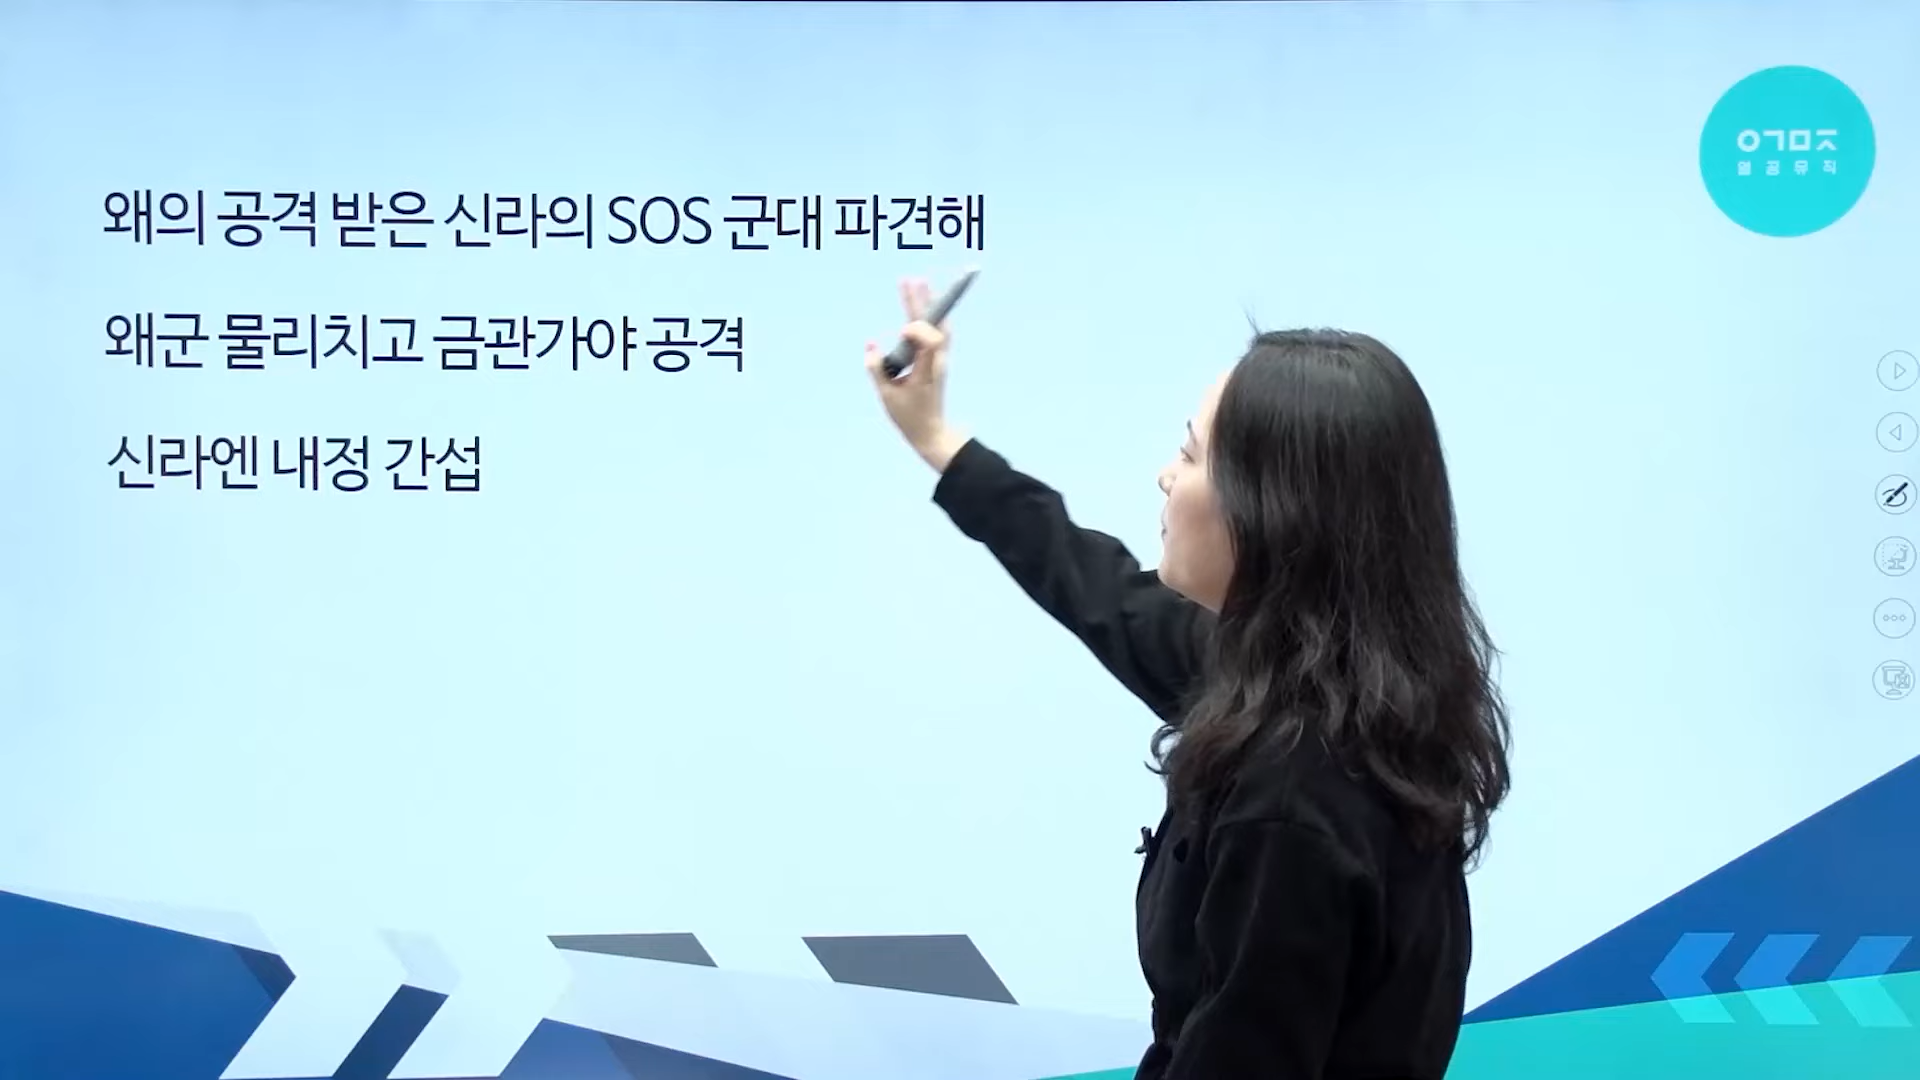 왜의 공격 받은 신라의 SOS 군대 파견해
왜군 물리치고 금관가야 공격
신라엔 내정 간섭
ㅇㄱㅁㅈ
열공뮤직